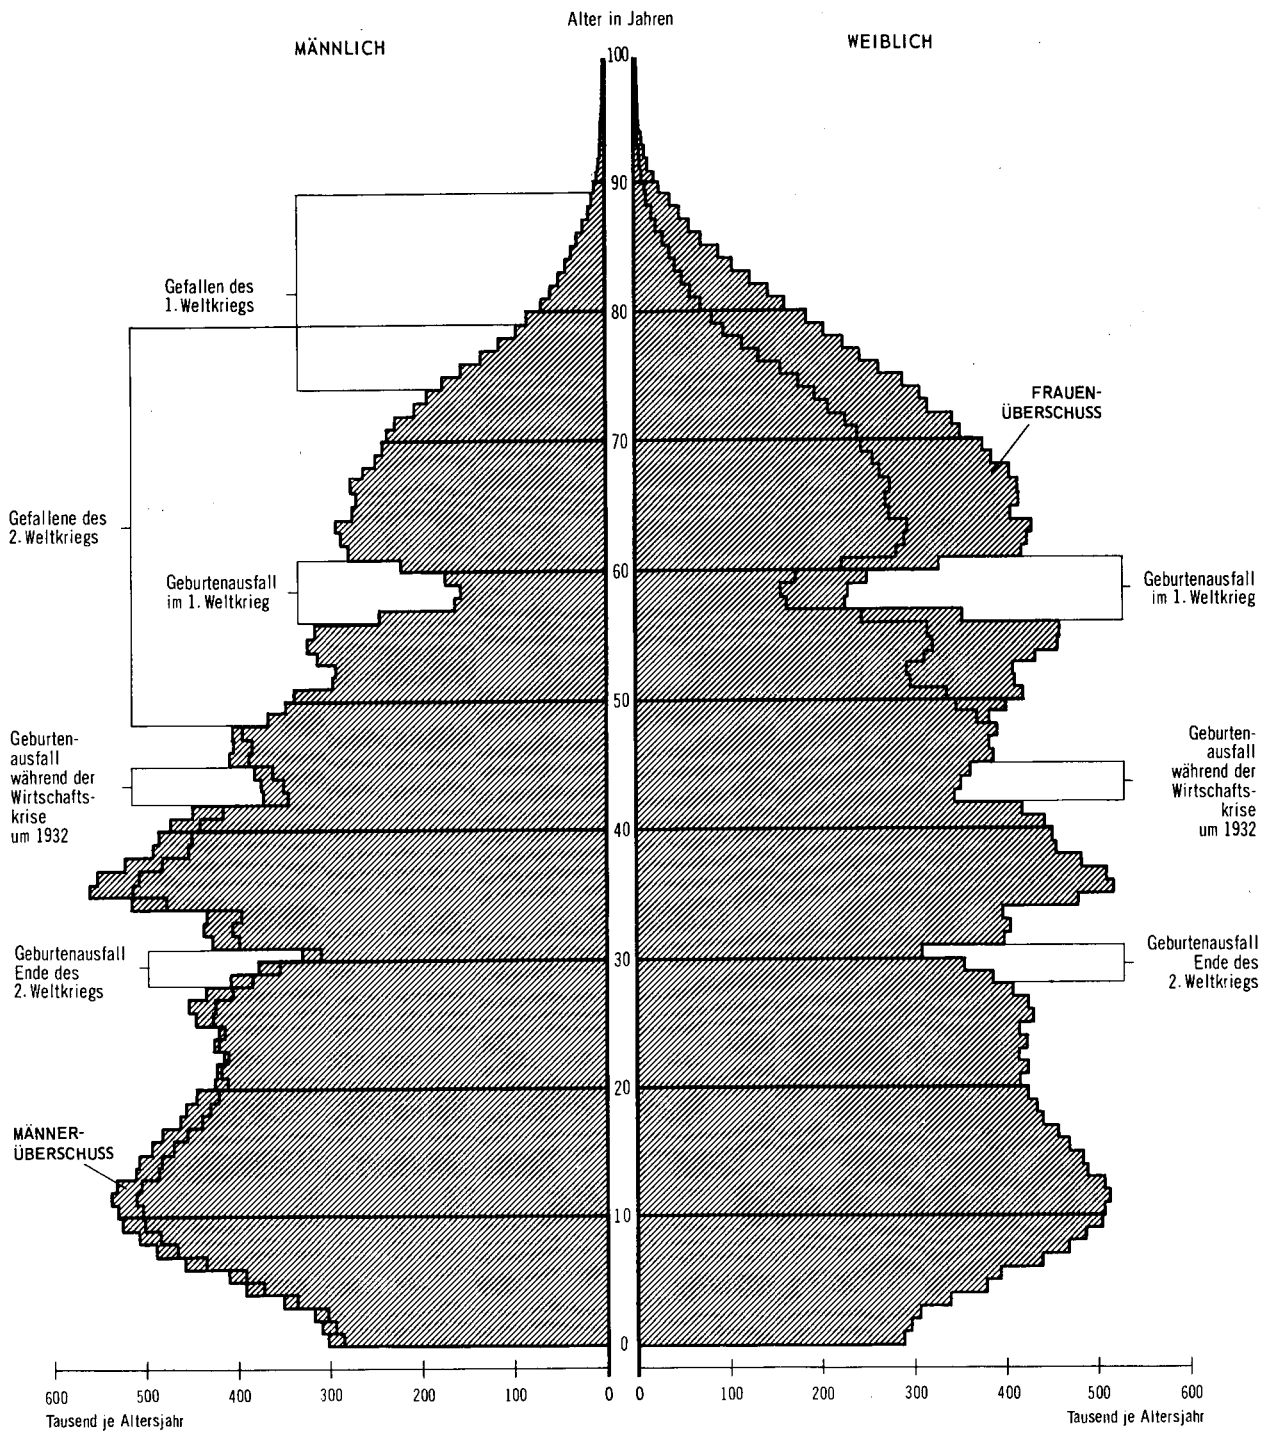 Alter in Jahren
MÄNNLICH
WEIBLICH
100
90
80
70
60
50
40
30
20
10
0
Gefallen des
1. Weltkriegs
Gefallene des
2. Weltkriegs
Geburtenausfall
im 1. Weltkrieg
Geburten-
ausfall
während der
Wirtschafts-
krise
um 1932
Geburtenausfall
Ende des
2. Weltkriegs
MÄNNER-
ÜBERSCHUSS
FRAUEN-
ÜBERSCHUSS
Geburtenausfall
im 1. Weltkrieg
Geburten-
ausfall
während der
Wirtschafts-
krise
um 1932
Geburtenausfall
Ende des
2. Weltkriegs
600 500 400 300 200 100 0
0 100 200 300 400 500 600
Tausend je Altersjahr
Tausend je Altersjahr